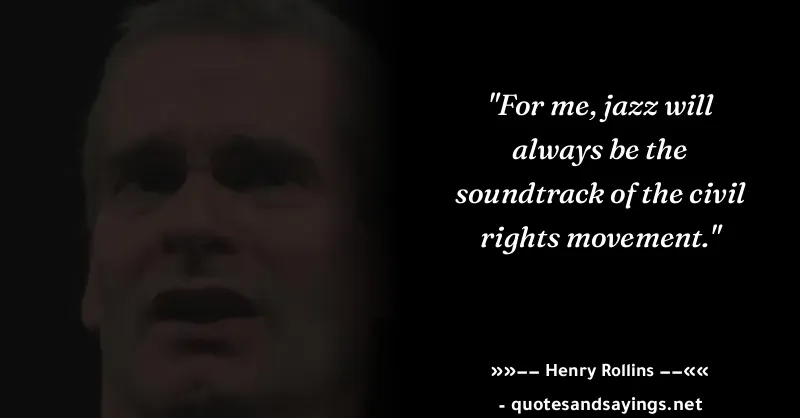 "For me, jazz will
always be the
soundtrack of the civil
rights movement."
»»−− Henry Rollins −−««
- quotesandsayings.net